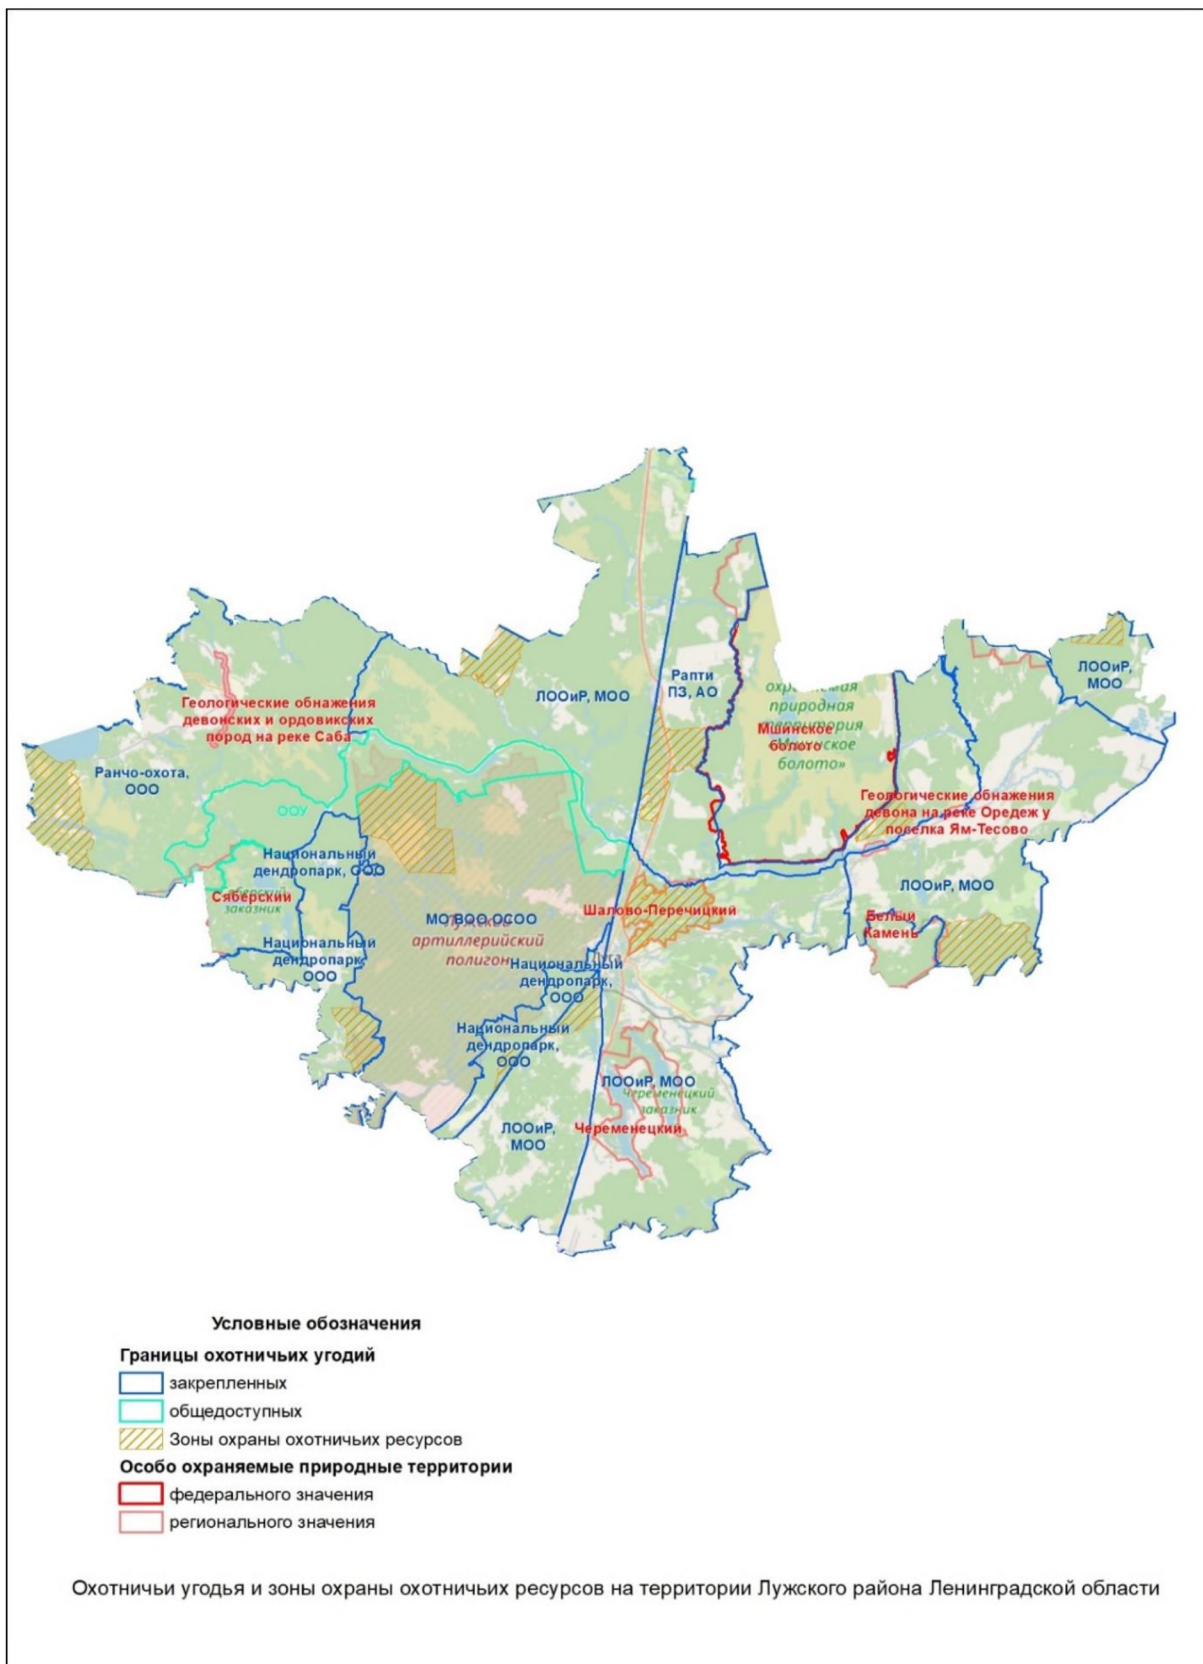 ЛООиР,
МОО
Рапти
ПЗ, АО
ЛООиР, МОО
природная
территория
Мшинское
болото
болото»
Геологические обнажения
девонских и ордовикских
пород на реке Саба
Ранчо-охота,
ООО
ООУ
Геологические обнажения
девона на реке Оредеж у
поселка Ям-Тесово
Национальный
дендропарк, ООО
Сяберский
заказник
ЛООиР, МОО
МО ВОО ОСОО
артиллерийский
полигон
Шалово-Перечицкий
Белый
Камень
Национальный
дендропарк,
ООО
Национальный
дендропарк,
ООО
Национальный
дендропарк,
ООО
ЛООиР, МОО
Череменецкий
заказник
ЛООиР,
МОО
Череменецкий
Условные обозначения
Границы охотничьих угодий
закрепленных
общедоступных
Зоны охраны охотничьих ресурсов
Особо охраняемые природные территории
федерального значения
регионального значения
Охотничьи угодья и зоны охраны охотничьих ресурсов на территории Лужского района Ленинградской области